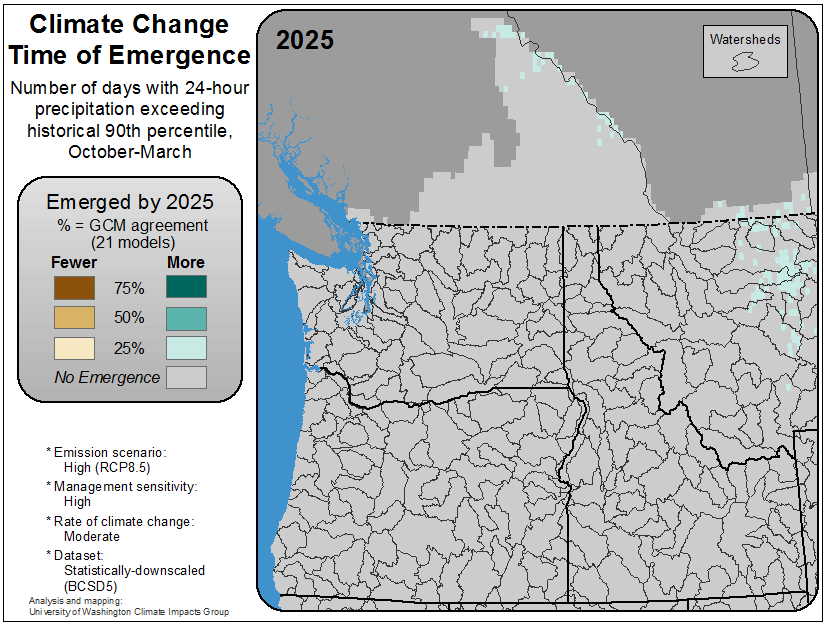 Climate Change
Time of Emergence
Number of days with 24-hour
precipitation exceeding
historical 90th percentile,
October-March
Emerged by 2025
% = GCM agreement
(21 models)
Fewer More
75%
50%
25%
No Emergence
* Emission scenario:
High (RCP8.5)
* Management sensitivity:
High
* Rate of climate change:
Moderate
* Dataset:
Statistically-downscaled
(BCSD5)
Analysis and mapping:
University of Washington Climate Impacts Group
2025
Watersheds